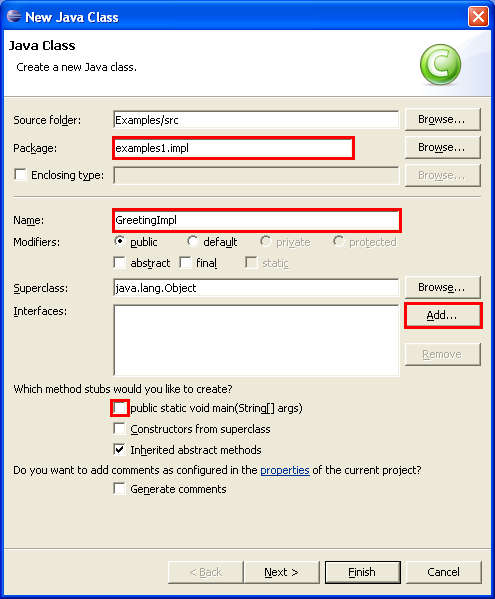 New Java Class
Java Class
Create a new Java class.
Source folder: Examples/src Browse...
Package: examples1.impl Browse...
Enclosing type: Browse...
Name: GreetingImpl
Modifiers: public default private protected
abstract final static
Superclass: java.lang.Object Browse...
Interfaces: Add...
Remove
Which method stubs would you like to create?
public static void main(String[] args)
Constructors from superclass
Inherited abstract methods
Do you want to add comments as configured in the properties of the current project?
Generate comments
< Back Next > Finish Cancel